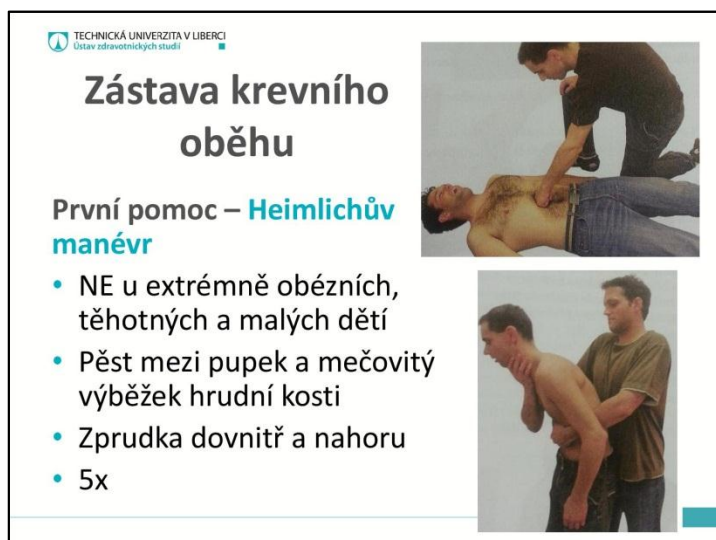 TECHNICKÁ UNIVERZITA V LIBERCI
Ústav zdravotnických studií
Zástava krevního
oběhu
První pomoc – Heimlichův
manévr
• NE u extrémně obézních,
těhotných a malých dětí
• Pěst mezi pupek a mečovitý
výběžek hrudní kosti
• Zprudka dovnitř a nahoru
• 5x